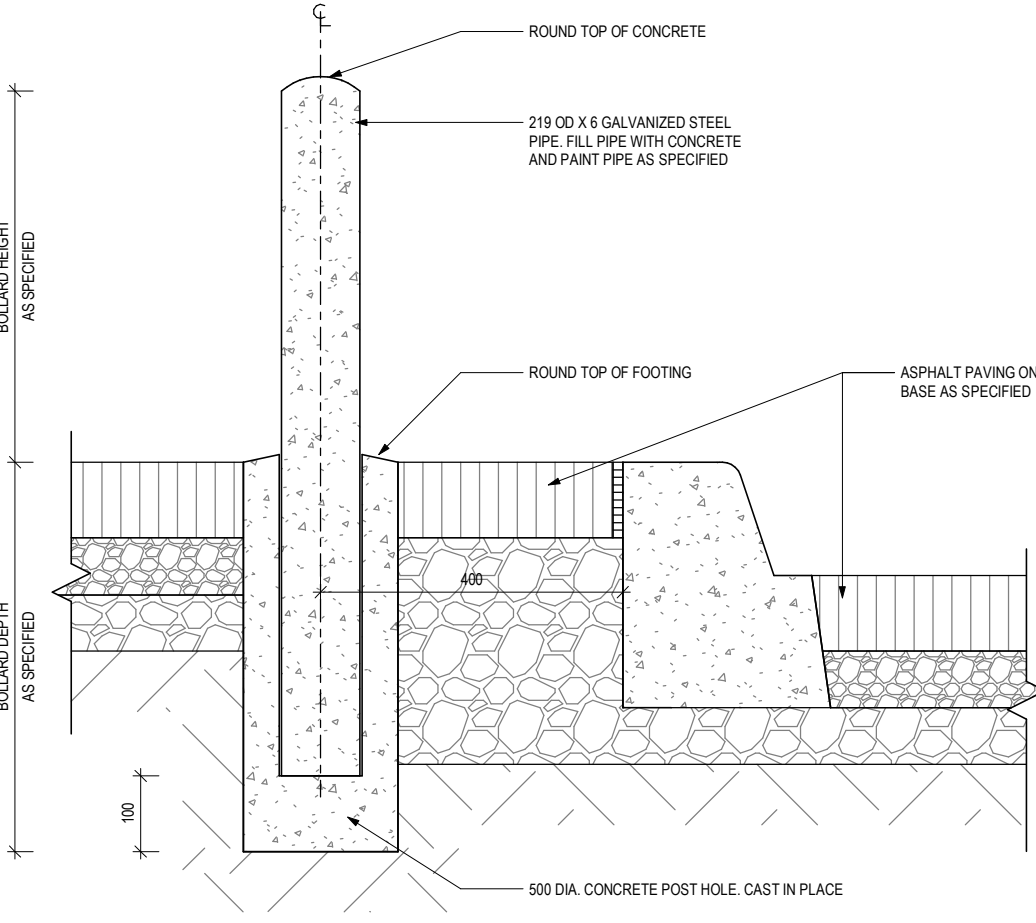 ℄
ROUND TOP OF CONCRETE
219 OD X 6 GALVANIZED STEEL
PIPE. FILL PIPE WITH CONCRETE
AND PAINT PIPE AS SPECIFIED
BOLLARD HEIGHT
AS SPECIFIED
ROUND TOP OF FOOTING
ASPHALT PAVING ON
BASE AS SPECIFIED
400
BOLLARD DEPTH
AS SPECIFIED
100
500 DIA. CONCRETE POST HOLE. CAST IN PLACE